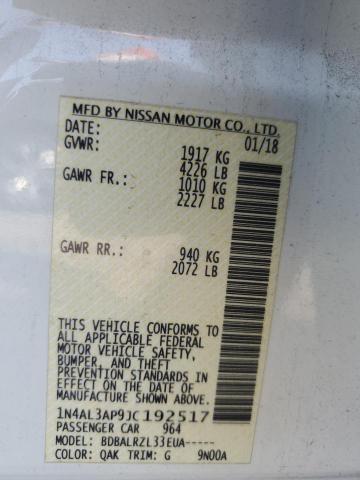 MFD BY NISSAN MOTOR CO., LTD.
DATE: 01/18
GVWR: 1917 KG
4226 LB
GAWR FR.: 1010 KG
2227 LB
GAWR RR.: 940 KG
2072 LB
THIS VEHICLE CONFORMS TO
ALL APPLICABLE FEDERAL
MOTOR VEHICLE SAFETY,
BUMPER, AND THEFT
PREVENTION STANDARDS IN
EFFECT ON THE DATE OF
MANUFACTURE SHOWN ABOVE.
1N4AL3AP9JC192517
PASSENGER CAR 964
MODEL: BDBALRZL33EUA-----
COLOR: QAK TRIM: G 9N00A